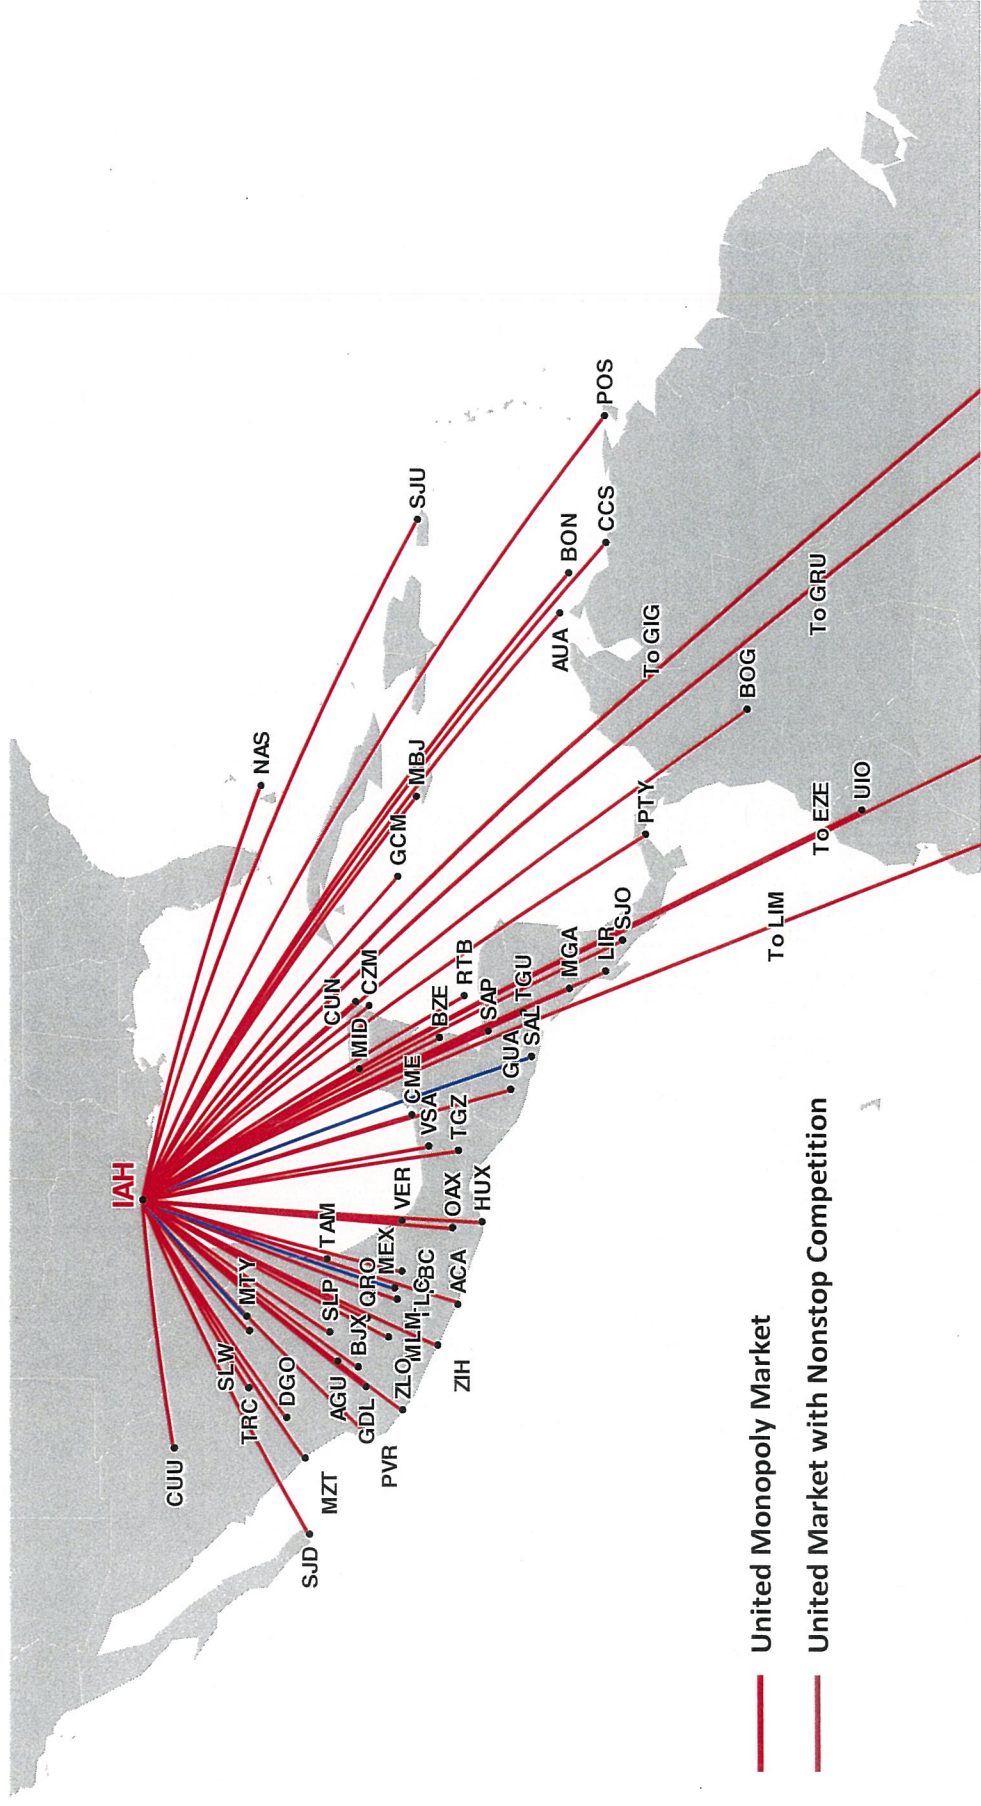 IAH
NAS
SJU
POS
BON
CCS
AUA
MBJ
GCM
CUN
CZM
MID
RTB
BZE
SAP
TGU
MGA
LIR
SJO
PTY
BOG
UIO
To GIG
To GRU
To EZE
To LIM
CME
VSA
TGZ
GUA
SAL
VER
OAX
HUX
TAM
MEX
QRO
SLP
MTY
BJX
MLM
TLC
PBC
ACA
ZIH
ZLO
AGU
GDL
PVR
SLW
TRC
DGO
MZT
SJD
CUU
United Monopoly Market
United Market with Nonstop Competition